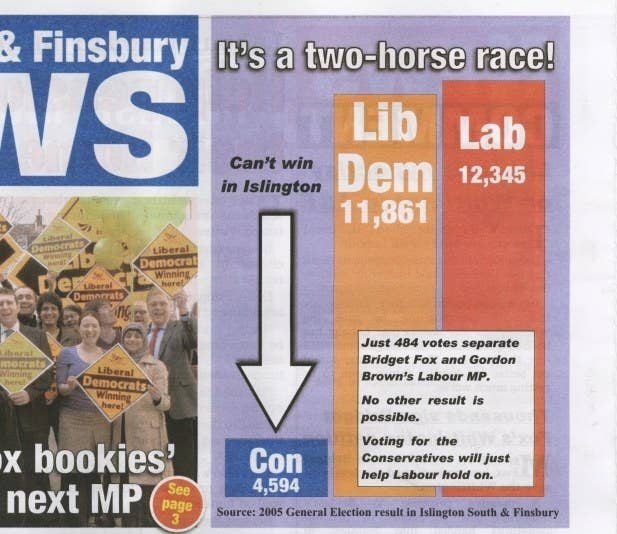 & Finsbury
WS
It's a two-horse race!
Can't win
in Islington
Lib
Dem
11,861
Lab
12,345
Just 484 votes separate
Bridget Fox and Gordon
Brown's Labour MP.
No other result is
possible.
Voting for the
Conservatives will just
help Labour hold on.
Con
4,594
Source: 2005 General Election result in Islington South & Finsbury
Liberal
Democrats
Winning
here!
Liberal
Democrats
Winning
here!
Liberal
Democrats
Winning
here!
Liberal
Democrats
Winning
here!
ox bookies'
next MP
See
page
3